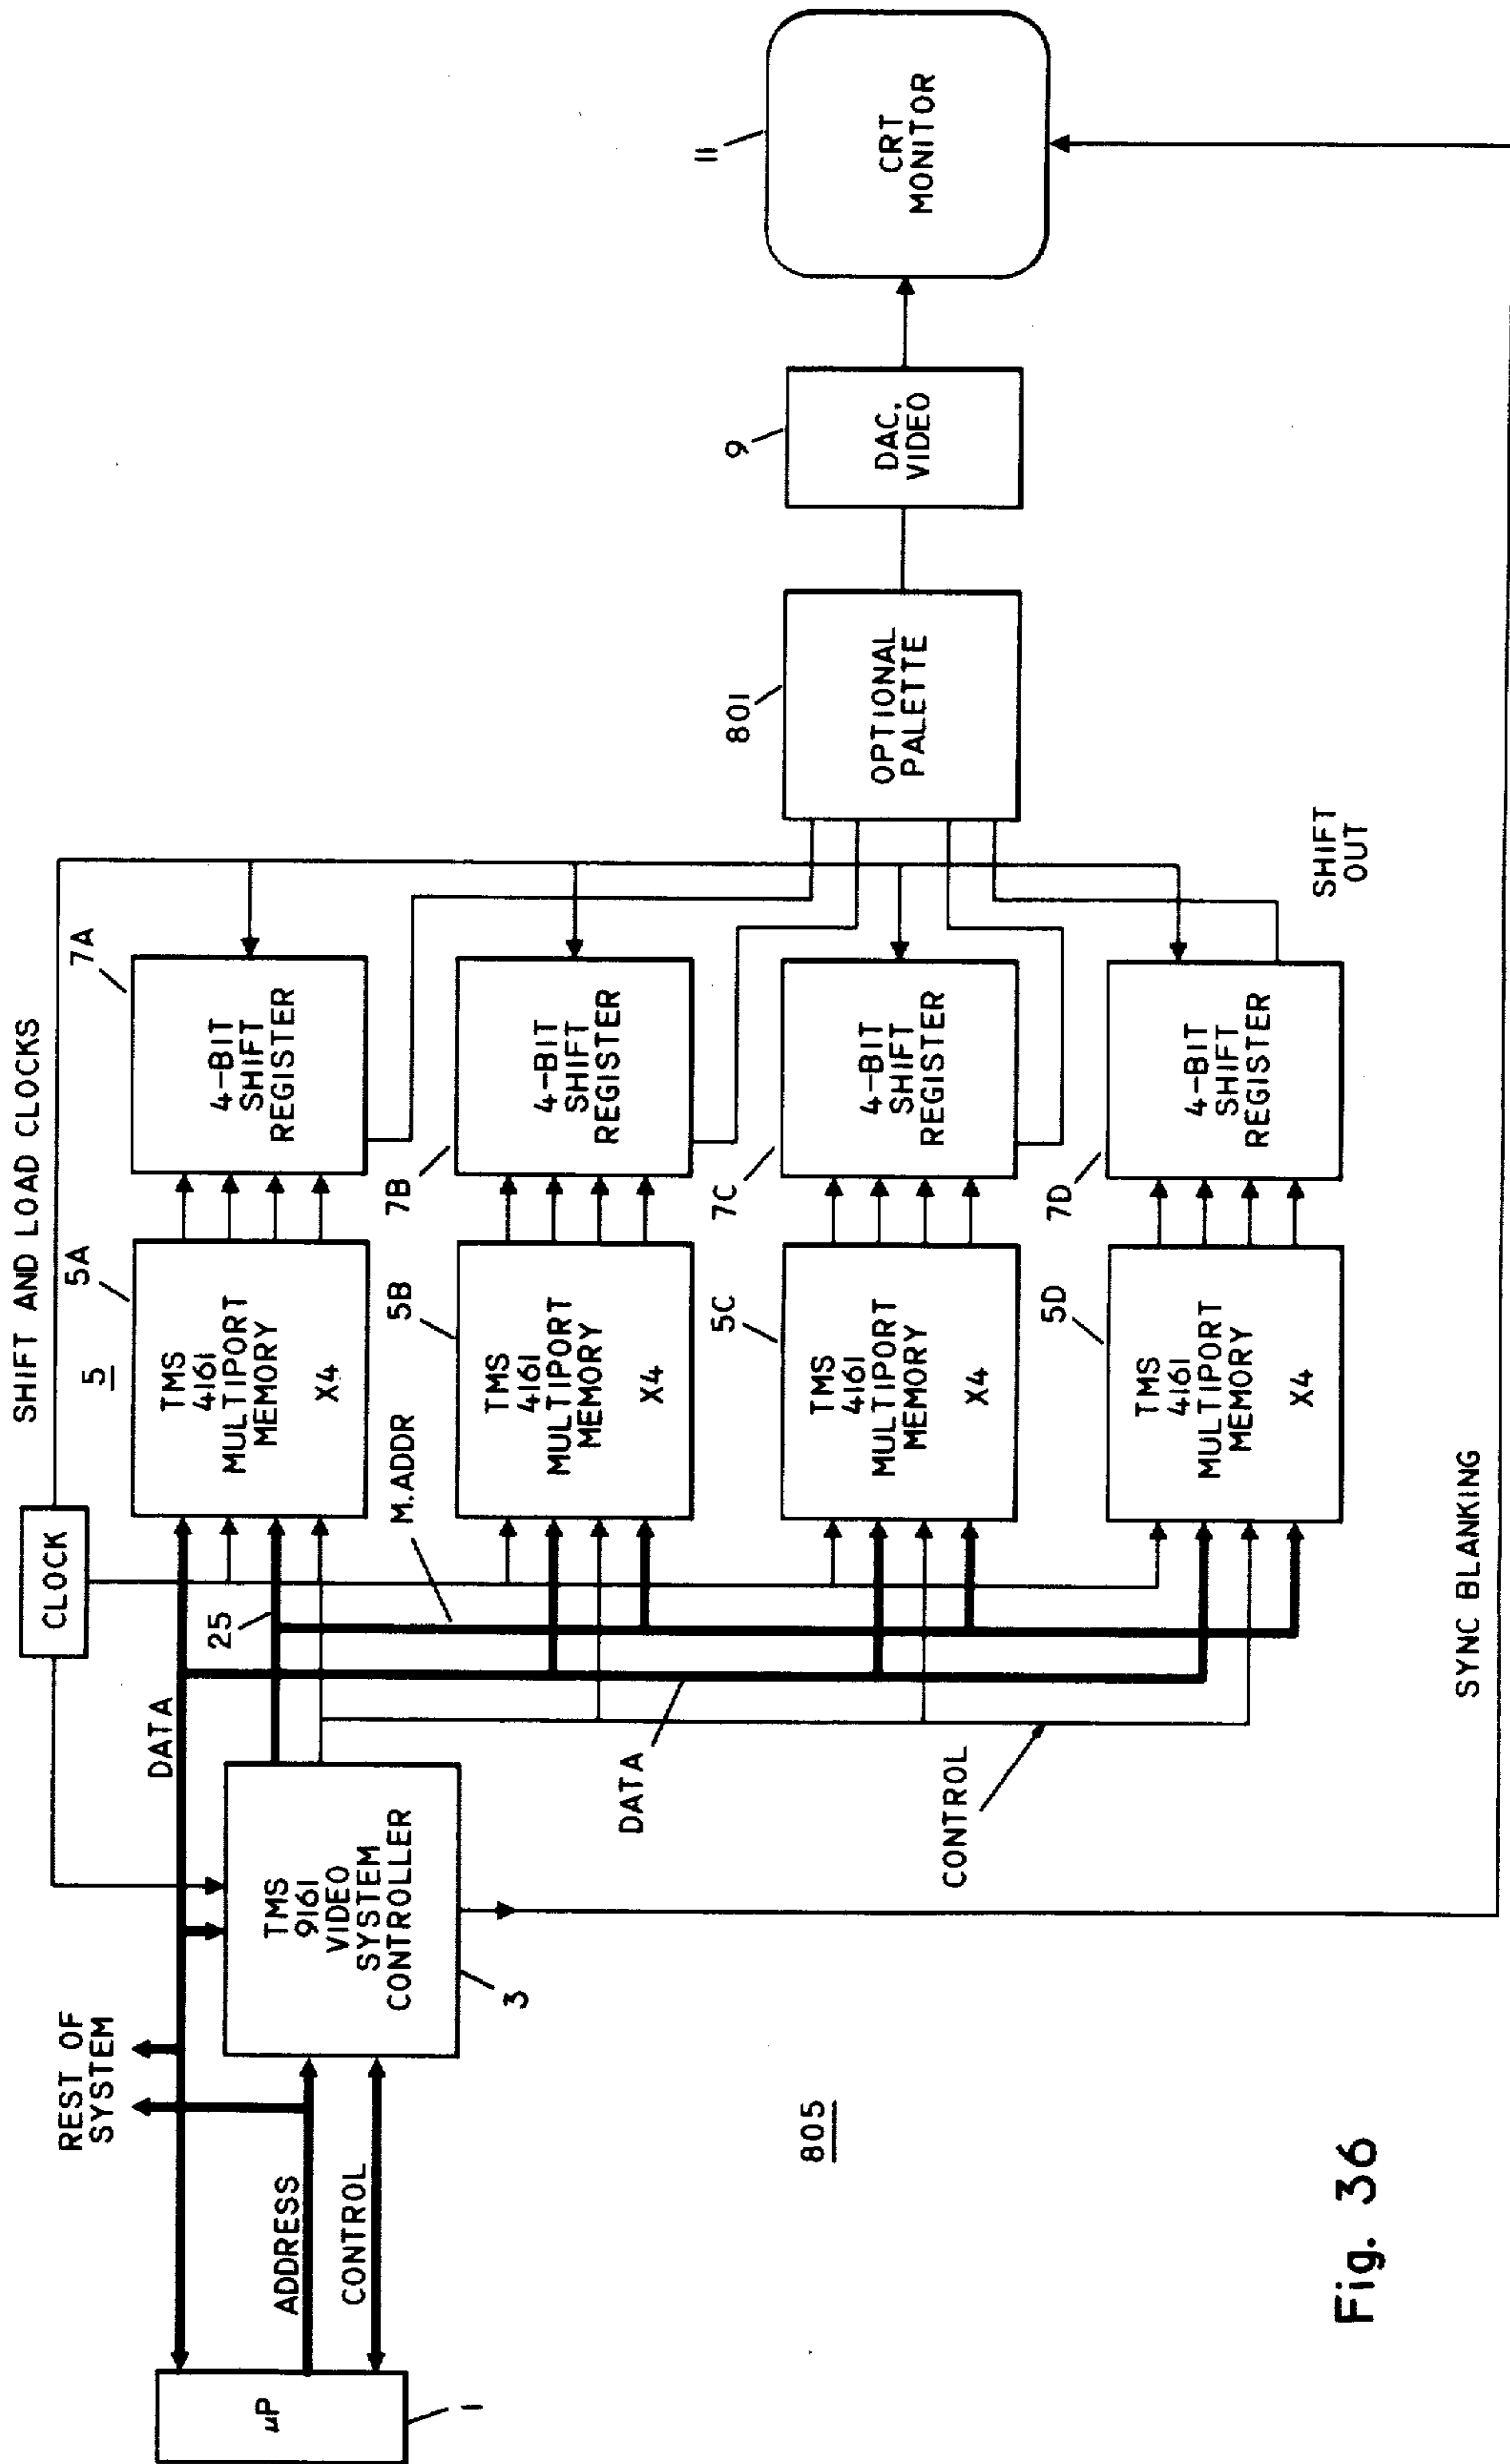 SHIFT AND LOAD CLOCKS
CLOCK
REST OF
SYSTEM
DATA
µP
1
ADDRESS
CONTROL
TMS
9161
VIDEO
SYSTEM
CONTROLLER
3
25
M.ADDR
DATA
CONTROL
5
5A
TMS
4161
MULTIPORT
MEMORY
X4
7A
4-BIT
SHIFT
REGISTER
5B
TMS
4161
MULTIPORT
MEMORY
X4
7B
4-BIT
SHIFT
REGISTER
5C
TMS
4161
MULTIPORT
MEMORY
X4
7C
4-BIT
SHIFT
REGISTER
5D
TMS
4161
MULTIPORT
MEMORY
X4
7D
4-BIT
SHIFT
REGISTER
SHIFT
OUT
801
OPTIONAL
PALETTE
9
DAC,
VIDEO
11
CRT
MONITOR
SYNC BLANKING
805
Fig. 36